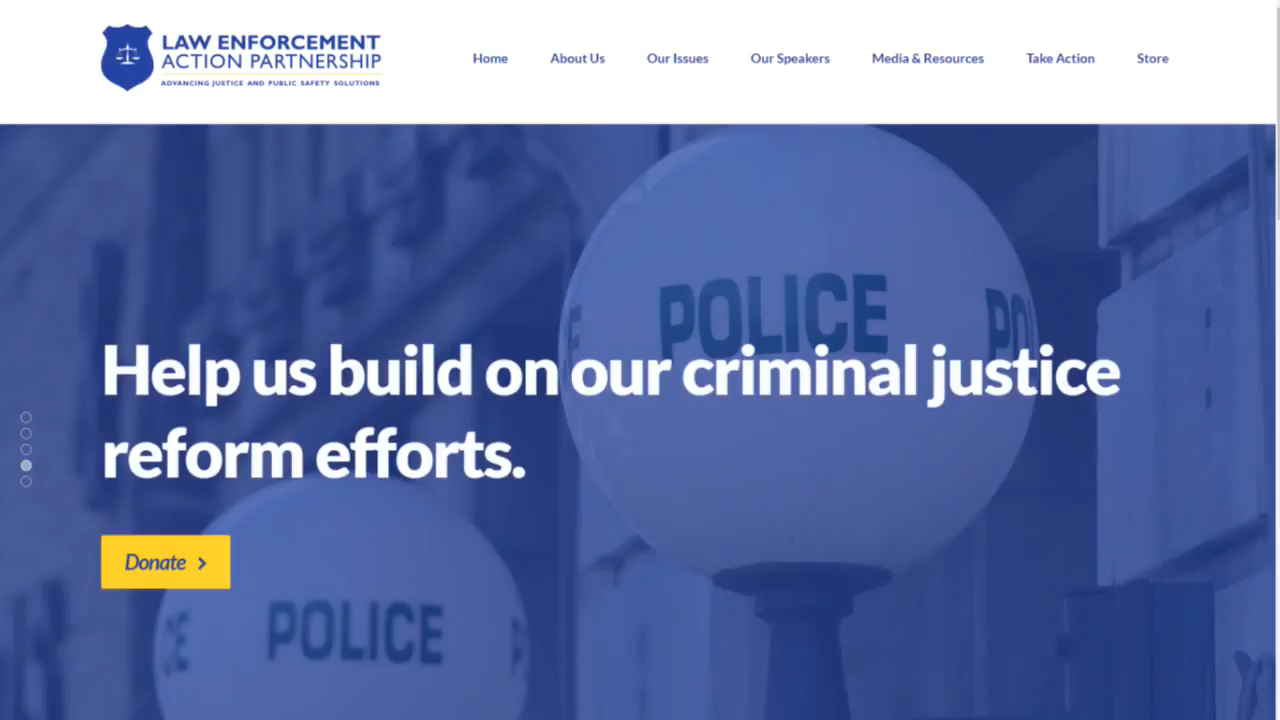 LAW ENFORCEMENT
ACTION PARTNERSHIP
ADVANCING JUSTICE AND PUBLIC SAFETY SOLUTIONS
Home About Us Our Issues Our Speakers Media & Resources Take Action Store
POLICE
Help us build on our criminal justice
reform efforts.
Donate
POLICE